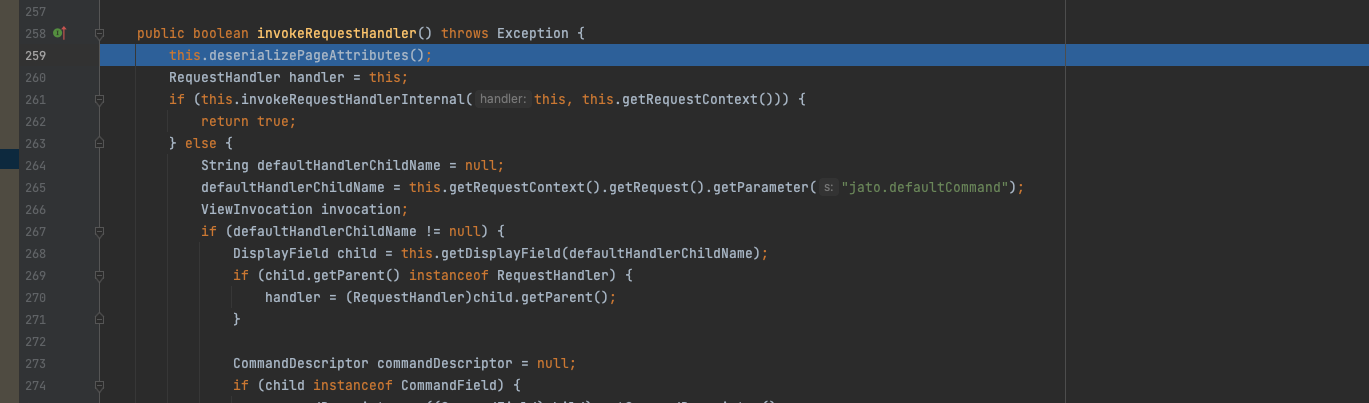 257
258 public boolean invokeRequestHandler() throws Exception {
259 this.deserializePageAttributes();
260 RequestHandler handler = this;
261 if (this.invokeRequestHandlerInternal( handler: this, this.getRequestContext())) {
262 return true;
263 } else {
264 String defaultHandlerChildName = null;
265 defaultHandlerChildName = this.getRequestContext().getRequest().getParameter( s: "jato.defaultCommand");
266 ViewInvocation invocation;
267 if (defaultHandlerChildName != null) {
268 DisplayField child = this.getDisplayField(defaultHandlerChildName);
269 if (child.getParent() instanceof RequestHandler) {
270 handler = (RequestHandler)child.getParent();
271 }
272
273 CommandDescriptor commandDescriptor = null;
274 if (child instanceof CommandField) {